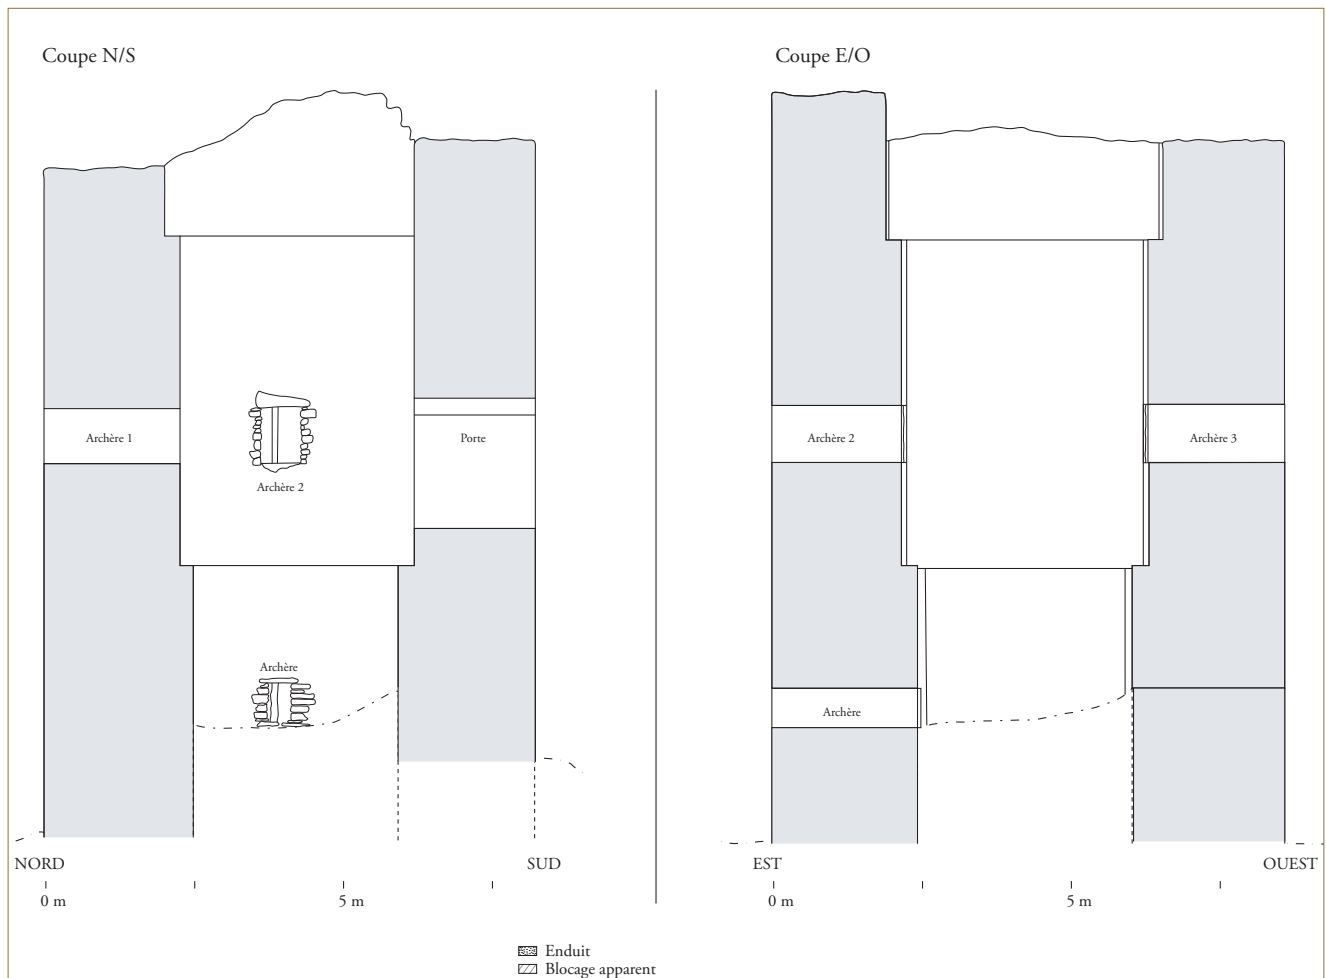 Coupe N/S
Archère 1
Archère 2
Porte
Archère
NORD
SUD
0 m
5 m
Coupe E/O
Archère 2
Archère 3
Archère
EST
OUEST
0 m
5 m
Enduit
Blocage apparent